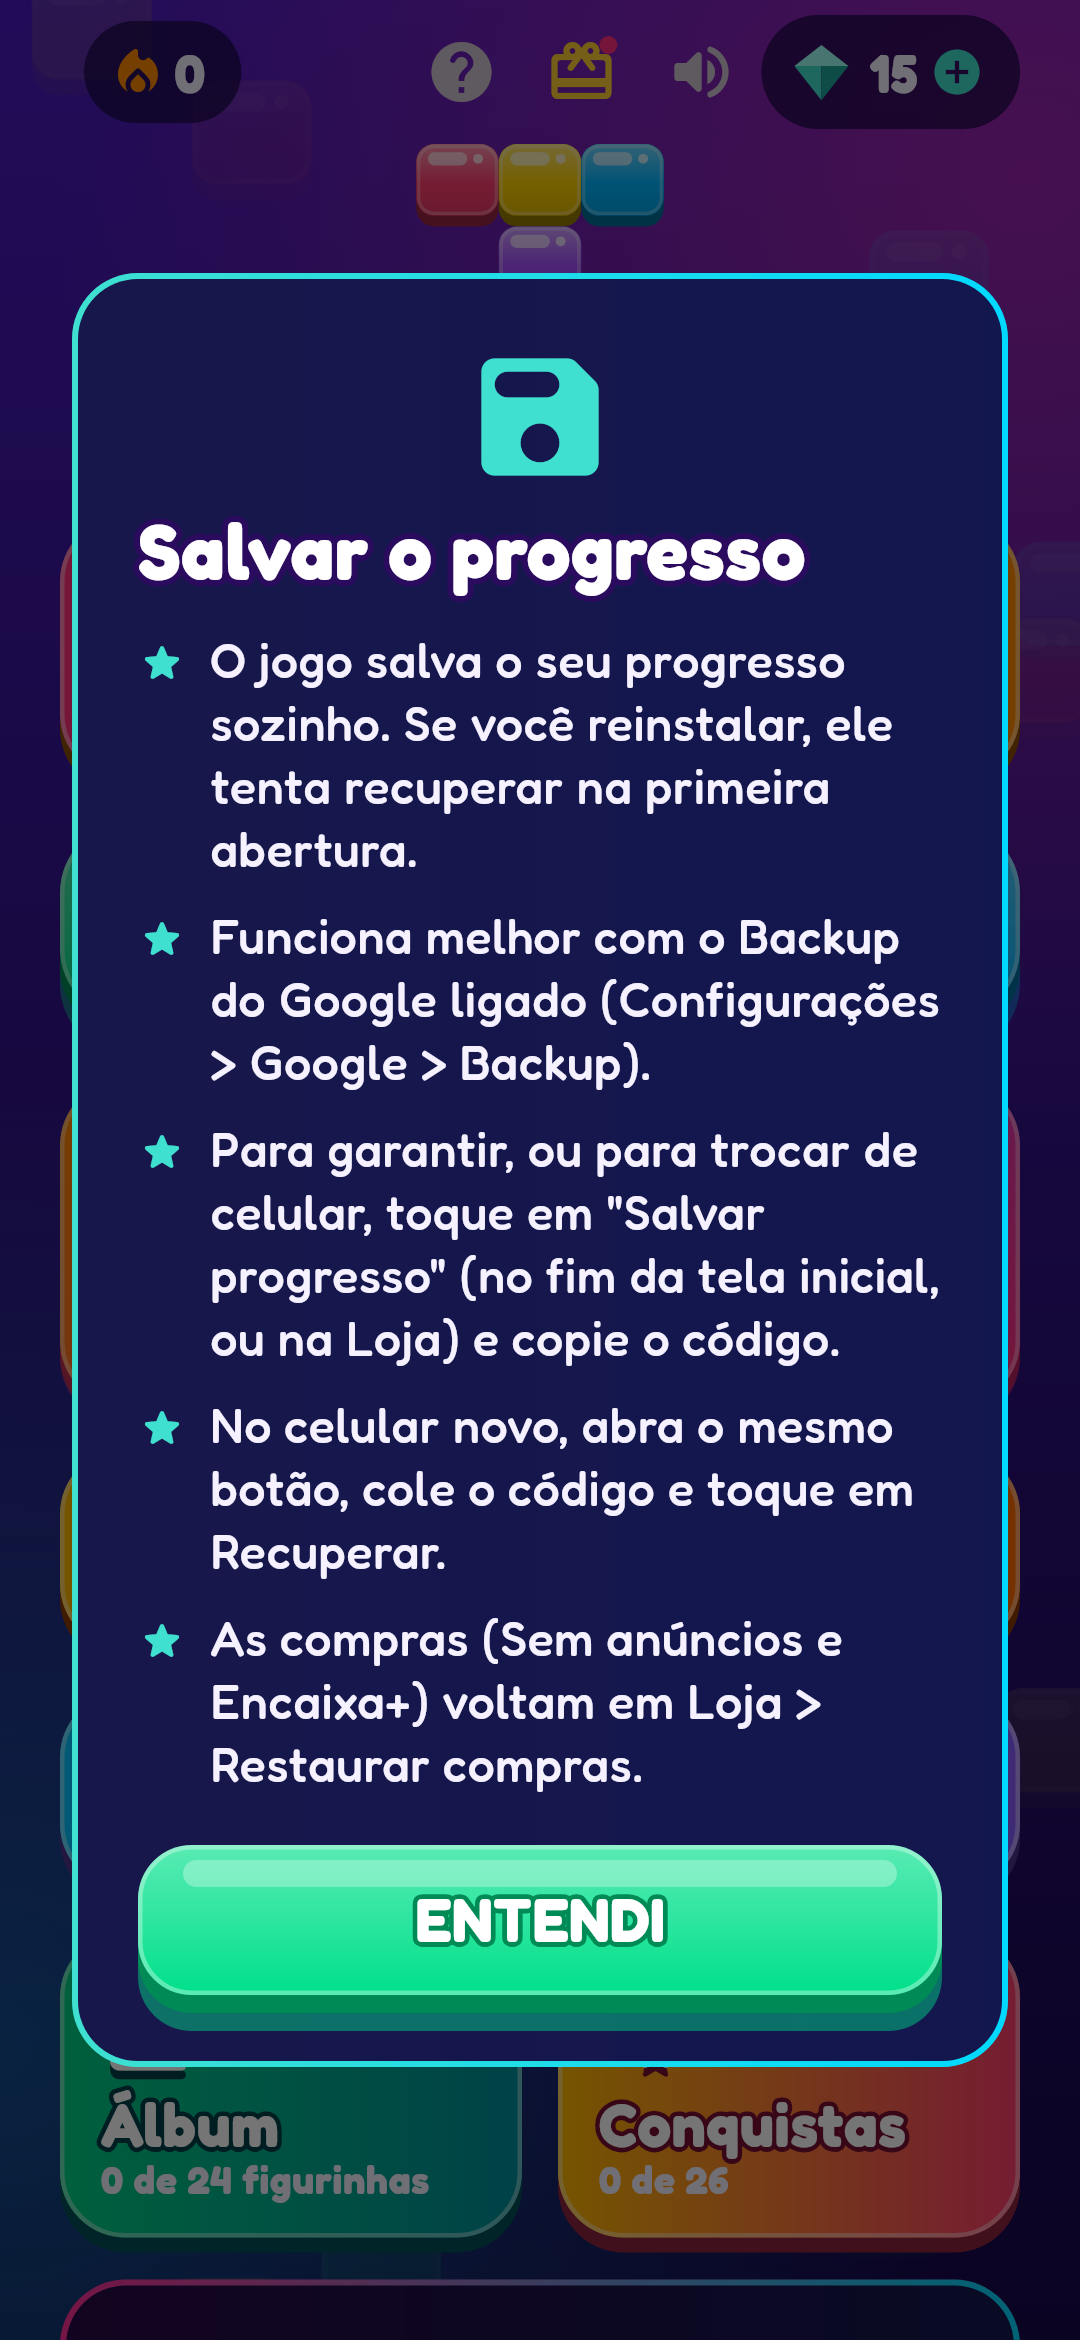 0
15
Salvar o progresso
O jogo salva o seu progresso
sozinho. Se você reinstalar, ele
tenta recuperar na primeira
abertura.
Funciona melhor com o Backup
do Google ligado (Configurações
> Google > Backup).
Para garantir, ou para trocar de
celular, toque em "Salvar
progresso" (no fim da tela inicial,
ou na Loja) e copie o código.
No celular novo, abra o mesmo
botão, cole o código e toque em
Recuperar.
As compras (Sem anúncios e
Encaixa+) voltam em Loja >
Restaurar compras.
ENTENDI
Álbum
0 de 24 figurinhas
Conquistas
0 de 26